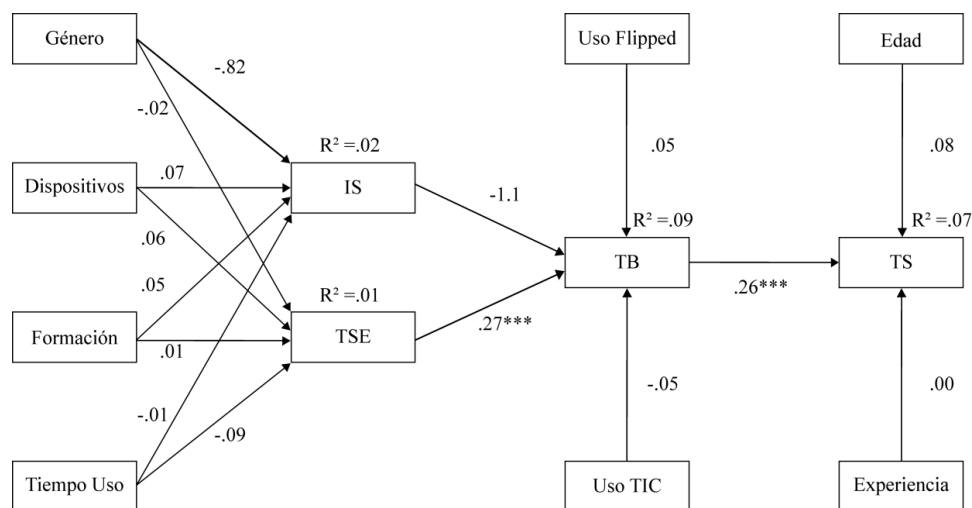 Género
Uso Flipped
Edad
-.82
-.02
R² =.02
.05
.08
Dispositivos
.07
IS
-1.1
R² =.09
R² =.07
.06
TB
.26***
TS
.05
R² =.01
Formación
.01
TSE
.27***
-.01
-.05
.00
-.09
Tiempo Uso
Uso TIC
Experiencia